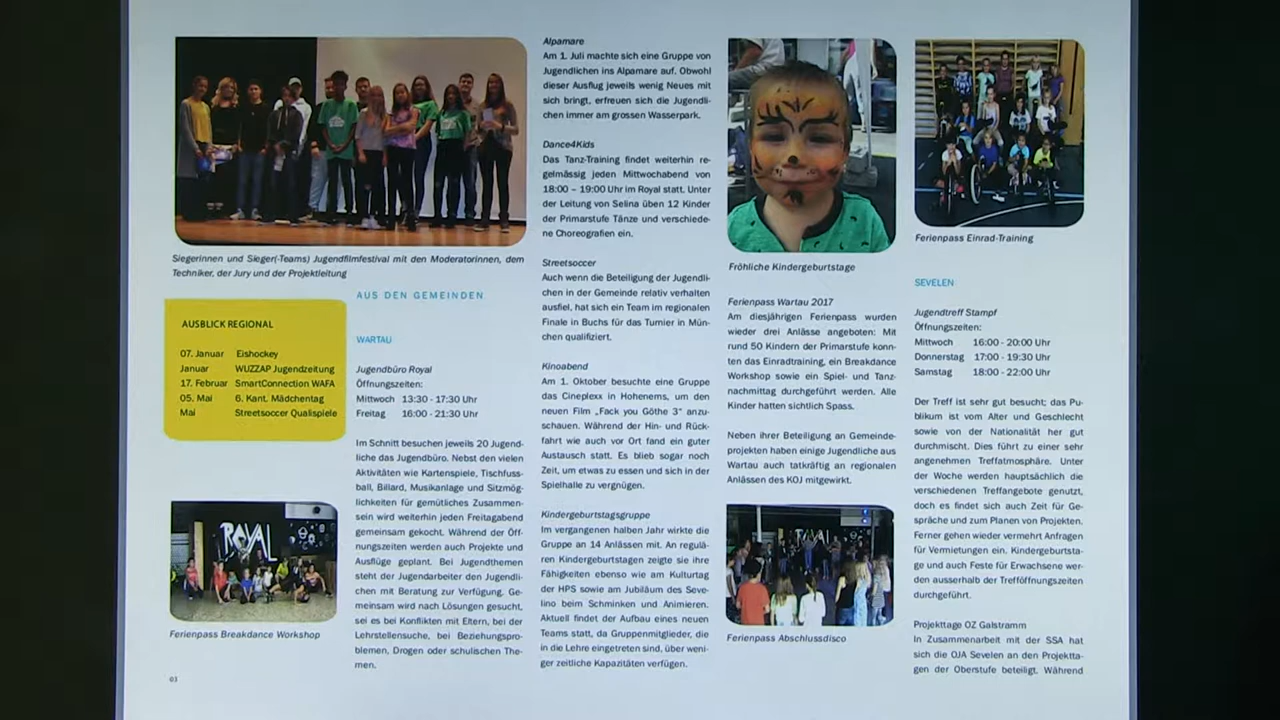 Siegerinnen und Sieger(-Teams) Jugendfilmfestival mit den Moderatorinnen, dem
Techniker, der Jury und der Projektleitung
AUSBLICK REGIONAL
07. Januar Eishockey
Januar WUZZAP Jugendzeitung
17. Februar SmartConnection WAFA
05. Mai 6. Kant. Mädchentag
Mai Streetsoccer Qualispiele
ROYAL
Ferienpass Breakdance Workshop
03
AUS DEN GEMEINDEN
WARTAU
Jugendbüro Royal
Öffnungszeiten:
Mittwoch 13:30 - 17:30 Uhr
Freitag 16:00 - 21:30 Uhr
Im Schnitt besuchen jeweils 20 Jugend-
liche das Jugendbüro. Nebst den vielen
Aktivitäten wie Kartenspiele, Tischfuss-
ball, Billard, Musikanlage und Sitzmög-
lichkeiten für gemütliches Zusammen-
sein wird weiterhin jeden Freitagabend
gemeinsam gekocht. Während der Öff-
nungszeiten werden auch Projekte und
Ausflüge geplant. Bei Jugendthemen
steht der Jugendarbeiter den Jugendli-
chen mit Beratung zur Verfügung. Ge-
meinsam wird nach Lösungen gesucht,
sei es bei Konflikten mit Eltern, bei der
Lehrstellensuche, bei Beziehungspro-
blemen, Drogen oder schulischen The-
men.
Alpamare
Am 1. Juli machte sich eine Gruppe von
Jugendlichen ins Alpamare auf. Obwohl
dieser Ausflug jeweils wenig Neues mit
sich bringt, erfreuen sich die Jugendli-
chen immer am grossen Wasserpark.
Dance4Kids
Das Tanz-Training findet weiterhin re-
gelmässig jeden Mittwochabend von
18:00 – 19:00 Uhr im Royal statt. Unter
der Leitung von Selina üben 12 Kinder
der Primarstufe Tänze und verschiede-
ne Choreografien ein.
Streetsoccer
Auch wenn die Beteiligung der Jugendli-
chen in der Gemeinde relativ verhalten
ausfiel, hat sich ein Team im regionalen
Finale in Buchs für das Turnier in Mün-
chen qualifiziert.
Kinoabend
Am 1. Oktober besuchte eine Gruppe
das Cineplexx in Hohenems, um den
neuen Film „Fack you Göthe 3" anzu-
schauen. Während der Hin- und Rück-
fahrt wie auch vor Ort fand ein guter
Austausch statt. Es blieb sogar noch
Zeit, um etwas zu essen und sich in der
Spielhalle zu vergnügen.
Kindergeburtstagsgruppe
Im vergangenen halben Jahr wirkte die
Gruppe an 14 Anlässen mit. An regulä-
ren Kindergeburtstagen zeigte sie ihre
Fähigkeiten ebenso wie am Kulturtag
der HPS sowie am Jubiläum des Seve-
lino beim Schminken und Animieren.
Aktuell findet der Aufbau eines neuen
Teams statt, da Gruppenmitglieder, die
in die Lehre eingetreten sind, über weni-
ger zeitliche Kapazitäten verfügen.
Fröhliche Kindergeburtstage
Ferienpass Wartau 2017
Am diesjährigen Ferienpass wurden
wieder drei Anlässe angeboten: Mit
rund 50 Kindern der Primarstufe konn-
ten das Einradtraining, ein Breakdance
Workshop sowie ein Spiel- und Tanz-
nachmittag durchgeführt werden. Alle
Kinder hatten sichtlich Spass.
Neben ihrer Beteiligung an Gemeinde-
projekten haben einige Jugendliche aus
Wartau auch tatkräftig an regionalen
Anlässen des KOJ mitgewirkt.
ROYAL
Ferienpass Abschlussdisco
Ferienpass Einrad-Training
SEVELEN
Jugendtreff Stampf
Öffnungszeiten:
Mittwoch 16:00 - 20:00 Uhr
Donnerstag 17:00 - 19:30 Uhr
Samstag 18:00 - 22:00 Uhr
Der Treff ist sehr gut besucht; das Pu-
blikum ist vom Alter und Geschlecht
sowie von der Nationalität her gut
durchmischt. Dies führt zu einer sehr
angenehmen Treffatmosphäre. Unter
der Woche werden hauptsächlich die
verschiedenen Treffangebote genutzt,
doch es findet sich auch Zeit für Ge-
spräche und zum Planen von Projekten.
Ferner gehen wieder vermehrt Anfragen
für Vermietungen ein. Kindergeburtsta-
ge und auch Feste für Erwachsene wer-
den ausserhalb der Trefföffnungszeiten
durchgeführt.
Projekttage OZ Galstramm
In Zusammenarbeit mit der SSA hat
sich die OJA Sevelen an den Projektta-
gen der Oberstufe beteiligt. Während